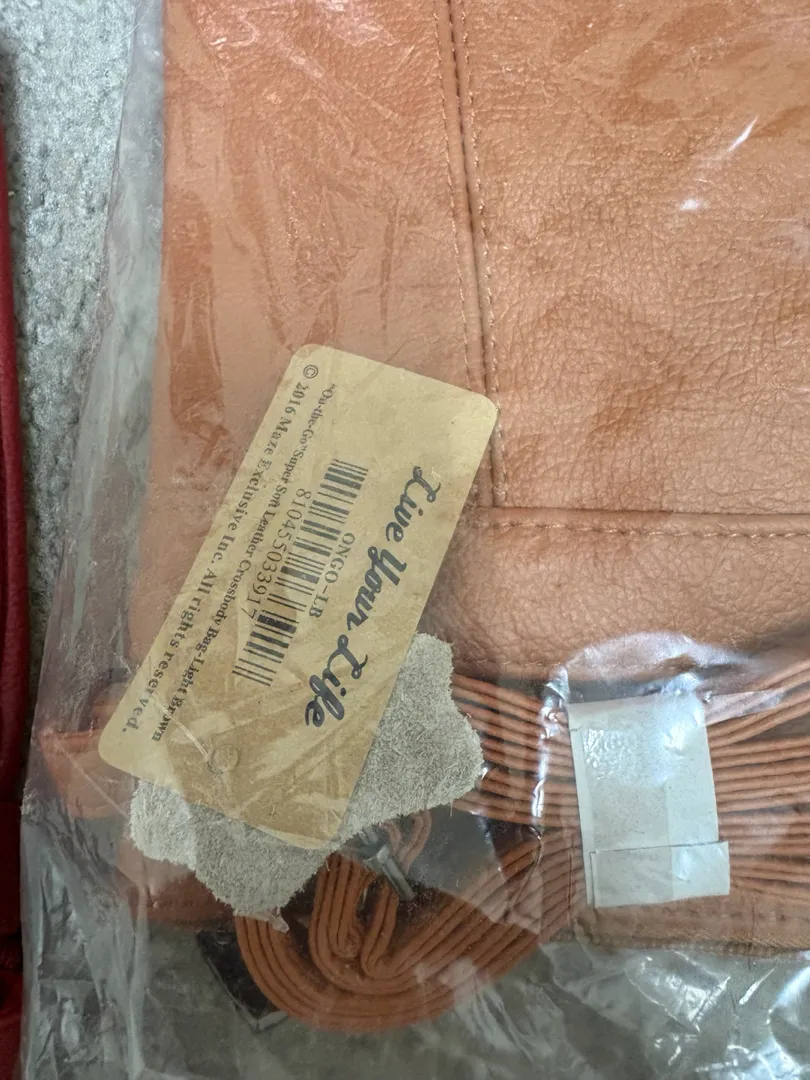 Live Your Life
ONGO-LB
810455033917
"On-the-Go"Super Soft Leather Crossbody Bag-Light Brown
© 2016 Maze Exclusive Inc. All rights reserved.